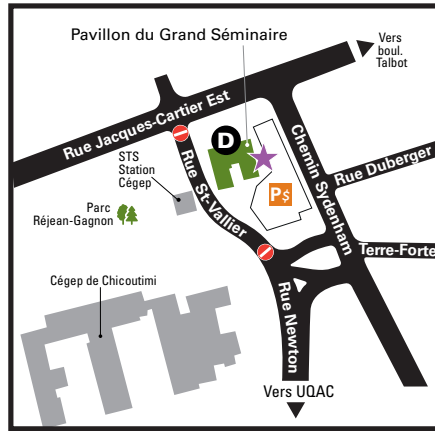 Pavillon du Grand Séminaire
Vers
boul.
Talbot
Rue Jacques-Cartier Est
D
STS
Station
Cégep
Rue St-Vallier
Chemin Sydenham
Rue Duberger
P$
Parc
Réjean-Gagnon
Terre-Forte
Cégep de Chicoutimi
Rue Newton
Vers UQAC